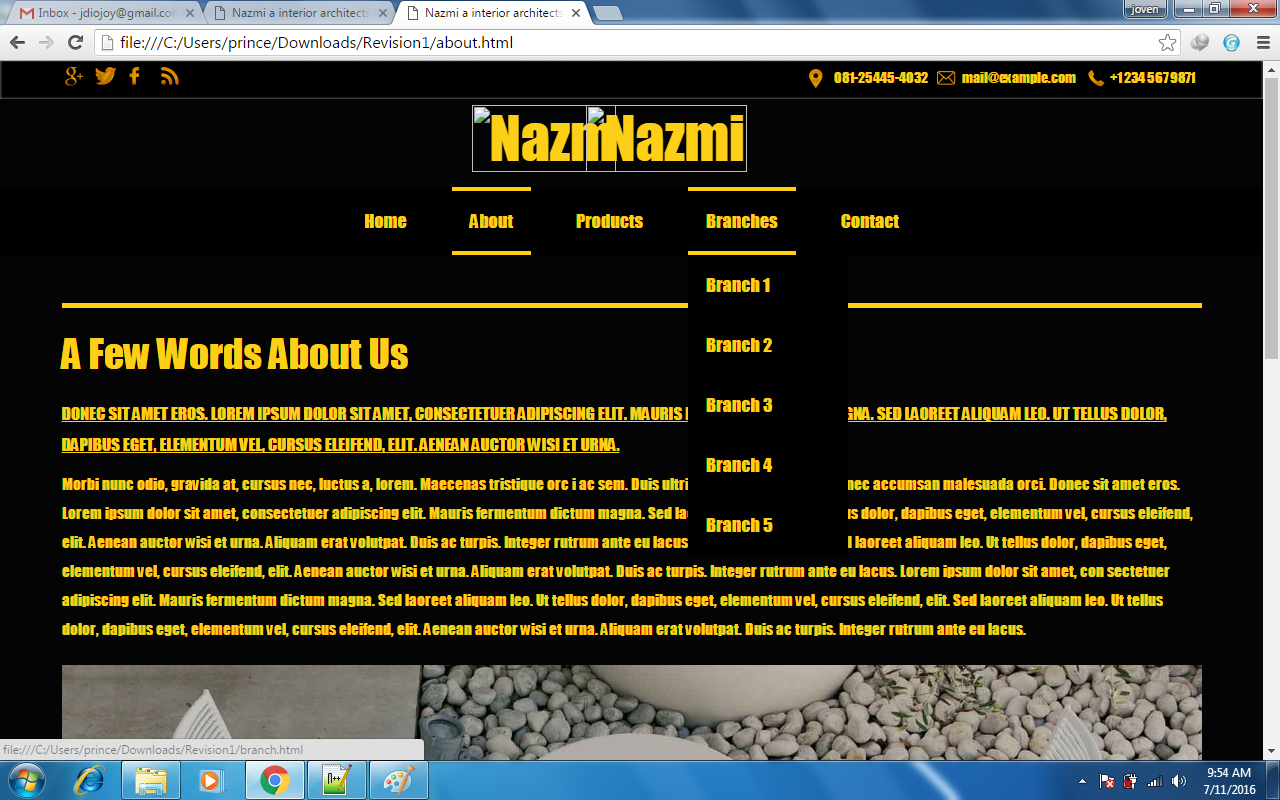 Inbox - jdiojoy@gmail.con
Nazmi a interior architects
Nazmi a interior architects
joven
file:///C:/Users/prince/Downloads/Revision1/about.html
081-25445-4032
mail@example.com
+1 234 567 9871
Nazm
Nazmi
Home
About
Products
Branches
Contact
Branch 1
Branch 2
Branch 3
Branch 4
Branch 5
A Few Words About Us
DONEC SIT AMET EROS. LOREM IPSUM DOLOR SIT AMET, CONSECTETUER ADIPISCING ELIT. MAURIS GNA. SED LAOREET ALIQUAM LEO. UT TELLUS DOLOR,
DAPIBUS EGET, ELEMENTUM VEL, CURSUS ELEIFEND, ELIT. AENEAN AUCTOR WISI ET URNA.
Morbi nunc odio, gravida at, cursus nec, luctus a, lorem. Maecenas tristique orc i ac sem. Duis ultri nec accumsan malesuada orci. Donec sit amet eros.
Lorem ipsum dolor sit amet, consectetuer adipiscing elit. Mauris fermentum dictum magna. Sed la us dolor, dapibus eget, elementum vel, cursus eleifend,
elit. Aenean auctor wisi et urna. Aliquam erat volutpat. Duis ac turpis. Integer rutrum ante eu lacus l laoreet aliquam leo. Ut tellus dolor, dapibus eget,
elementum vel, cursus eleifend, elit. Aenean auctor wisi et urna. Aliquam erat volutpat. Duis ac turpis. Integer rutrum ante eu lacus. Lorem ipsum dolor sit amet, con sectetuer
adipiscing elit. Mauris fermentum dictum magna. Sed laoreet aliquam leo. Ut tellus dolor, dapibus eget, elementum vel, cursus eleifend, elit. Sed laoreet aliquam leo. Ut tellus
dolor, dapibus eget, elementum vel, cursus eleifend, elit. Aenean auctor wisi et urna. Aliquam erat volutpat. Duis ac turpis. Integer rutrum ante eu lacus.
file:///C:/Users/prince/Downloads/Revision1/branch.html
9:54 AM
7/11/2016